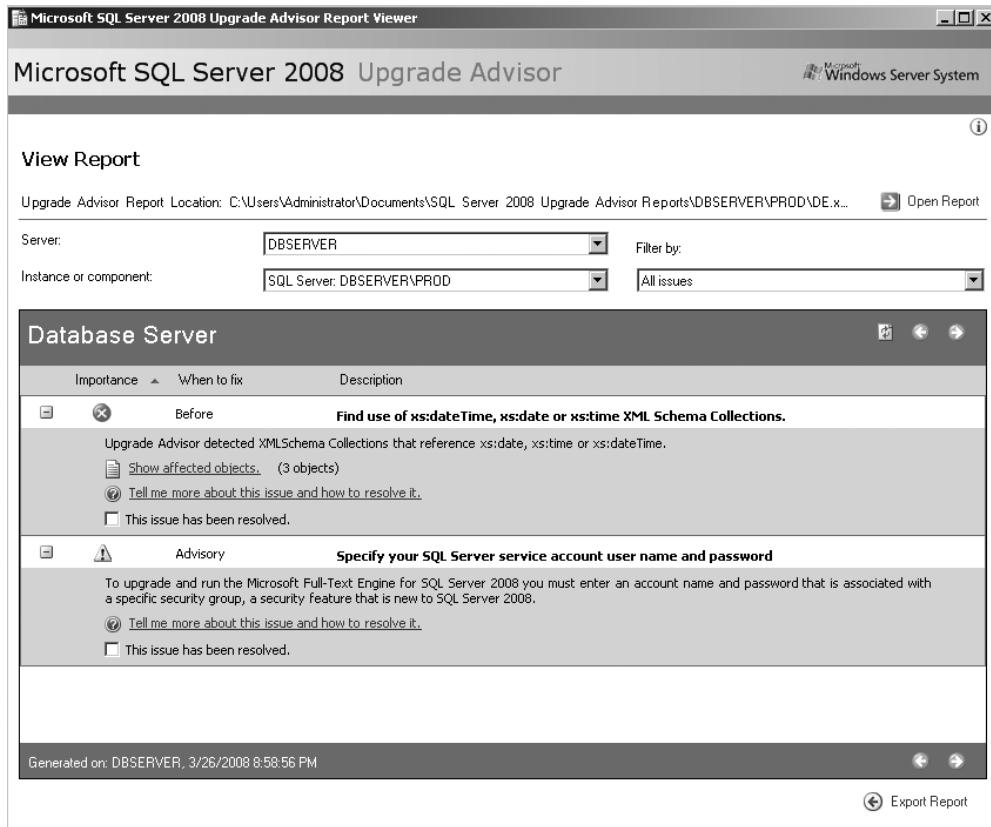 Microsoft SQL Server 2008 Upgrade Advisor Report Viewer
Microsoft SQL Server 2008 Upgrade Advisor
Microsoft Windows Server System
View Report
Upgrade Advisor Report Location: C:\Users\Administrator\Documents\SQL Server 2008 Upgrade Advisor Reports\DBSERVER\PROD\DE.x...
Open Report
Server:
DBSERVER
Filter by:
Instance or component:
SQL Server: DBSERVER\PROD
All issues
Database Server
Importance When to fix Description
Before Find use of xs:dateTime, xs:date or xs:time XML Schema Collections.
Upgrade Advisor detected XMLSchema Collections that reference xs:date, xs:time or xs:dateTime.
Show affected objects. (3 objects)
Tell me more about this issue and how to resolve it.
This issue has been resolved.
Advisory Specify your SQL Server service account user name and password
To upgrade and run the Microsoft Full-Text Engine for SQL Server 2008 you must enter an account name and password that is associated with
a specific security group, a security feature that is new to SQL Server 2008.
Tell me more about this issue and how to resolve it.
This issue has been resolved.
Generated on: DBSERVER, 3/26/2008 8:58:56 PM
Export Report